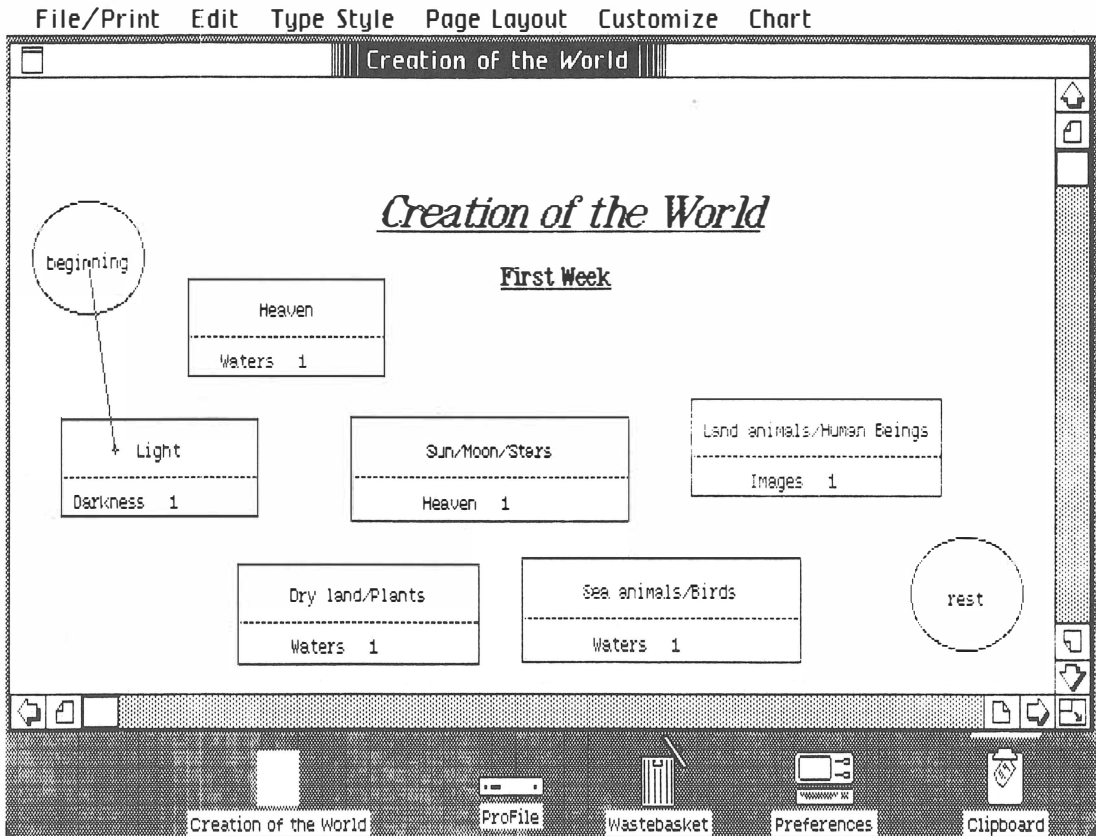 File/Print Edit Type Style Page Layout Customize Chart
Creation of the World
Creation of the World
First Week
beginning
Heaven
Waters 1
Light
Darkness 1
Sun/Moon/Stars
Heaven 1
Land animals/Human Beings
Images 1
Dry land/Plants
Waters 1
Sea animals/Birds
Waters 1
rest
Creation of the World
ProFile
Wastebasket
Preferences
Clipboard